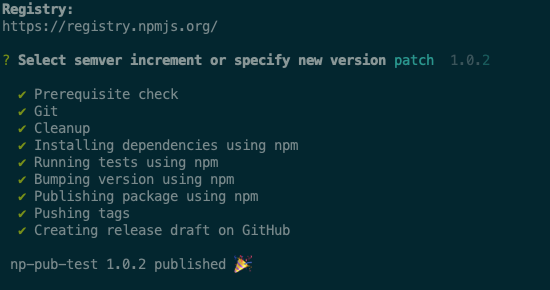 Registry:
https://registry.npmjs.org/
? Select semver increment or specify new version patch 1.0.2
✔ Prerequisite check
✔ Git
✔ Cleanup
✔ Installing dependencies using npm
✔ Running tests using npm
✔ Bumping version using npm
✔ Publishing package using npm
✔ Pushing tags
✔ Creating release draft on GitHub
np-pub-test 1.0.2 published 🎉